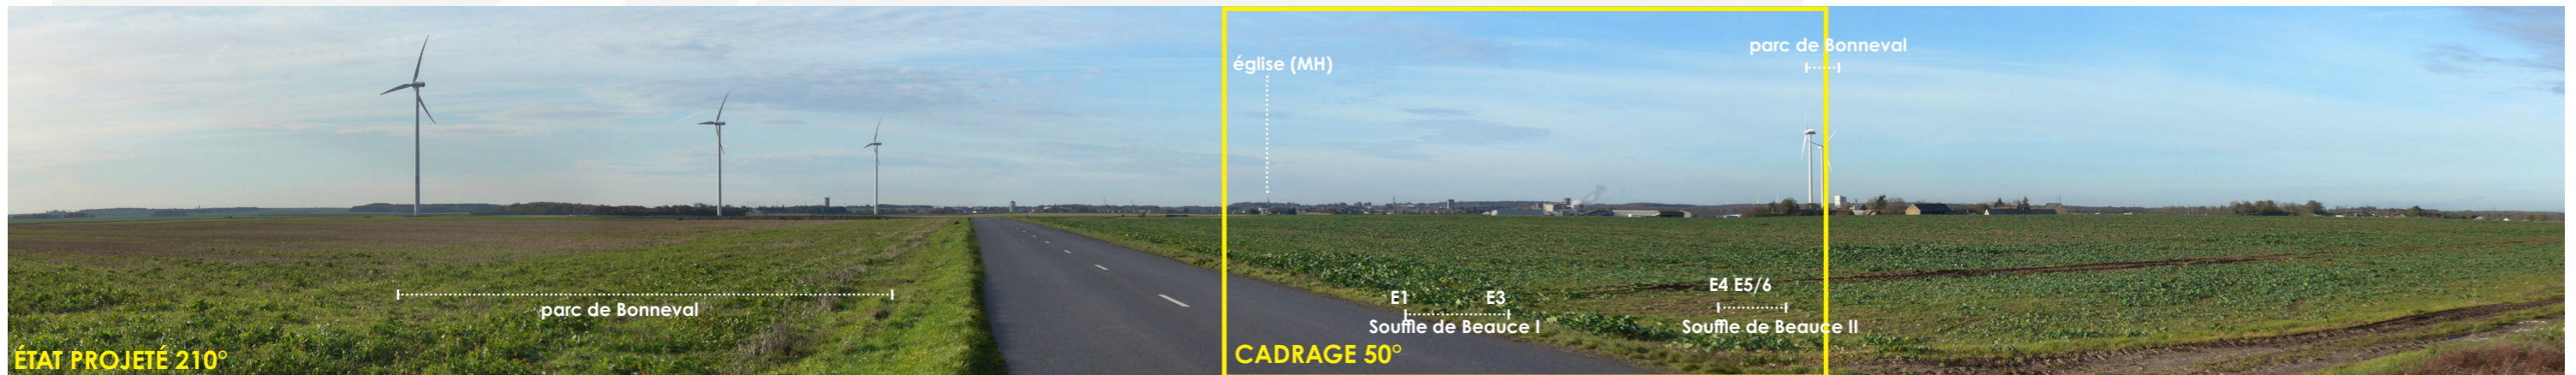 parc de Bonneval
église (MH)
E4 E5/6
E1
E3
parc de Bonneval
Souffle de Beauce I
Souffle de Beauce II
ÉTAT PROJETÉ 210°
CADRAGE 50°